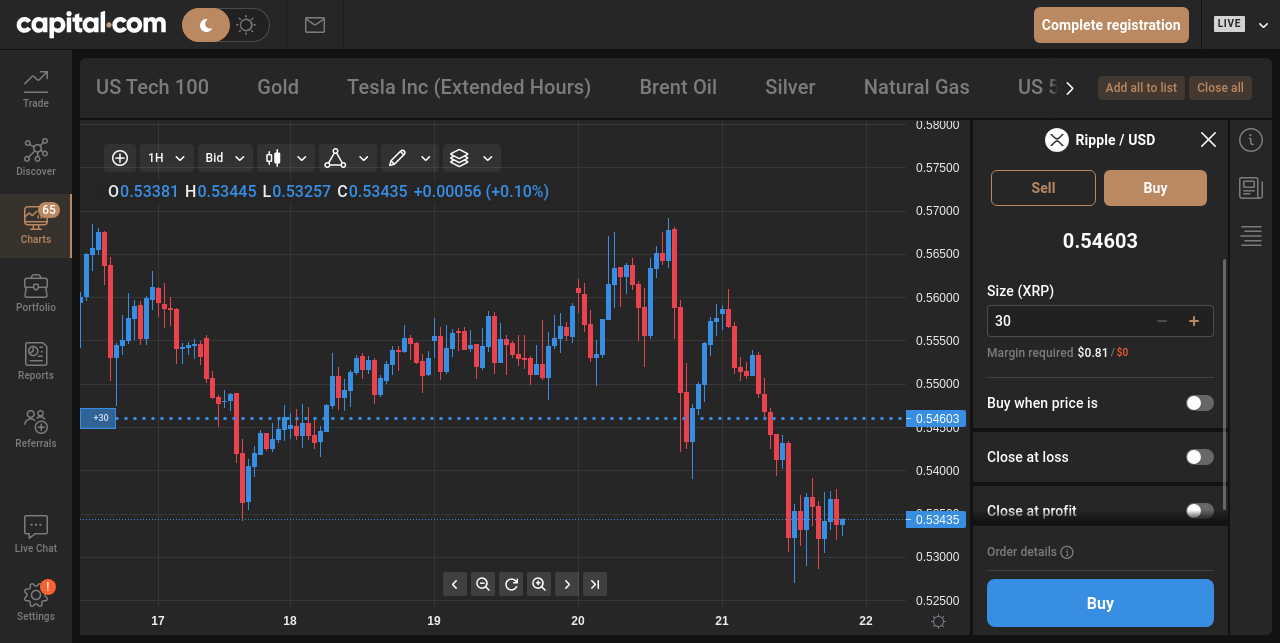 capital.com
Complete registration
LIVE
Trade
Discover
65
Charts
Portfolio
Reports
Referrals
Live Chat
!
Settings
US Tech 100
Gold
Tesla Inc (Extended Hours)
Brent Oil
Silver
Natural Gas
US 5
Add all to list
Close all
1H
Bid
O0.53381 H0.53445 L0.53257 C0.53435 +0.00056 (+0.10%)
+30
0.58000
0.57500
0.57000
0.56500
0.56000
0.55500
0.55000
0.54603
0.54500
0.54000
0.53435
0.53000
0.52500
17 18 19 20 21 22
Ripple / USD
Sell
Buy
0.54603
Size (XRP)
30
Margin required $0.81 / $0
Buy when price is
Close at loss
Close at profit
Order details
Buy